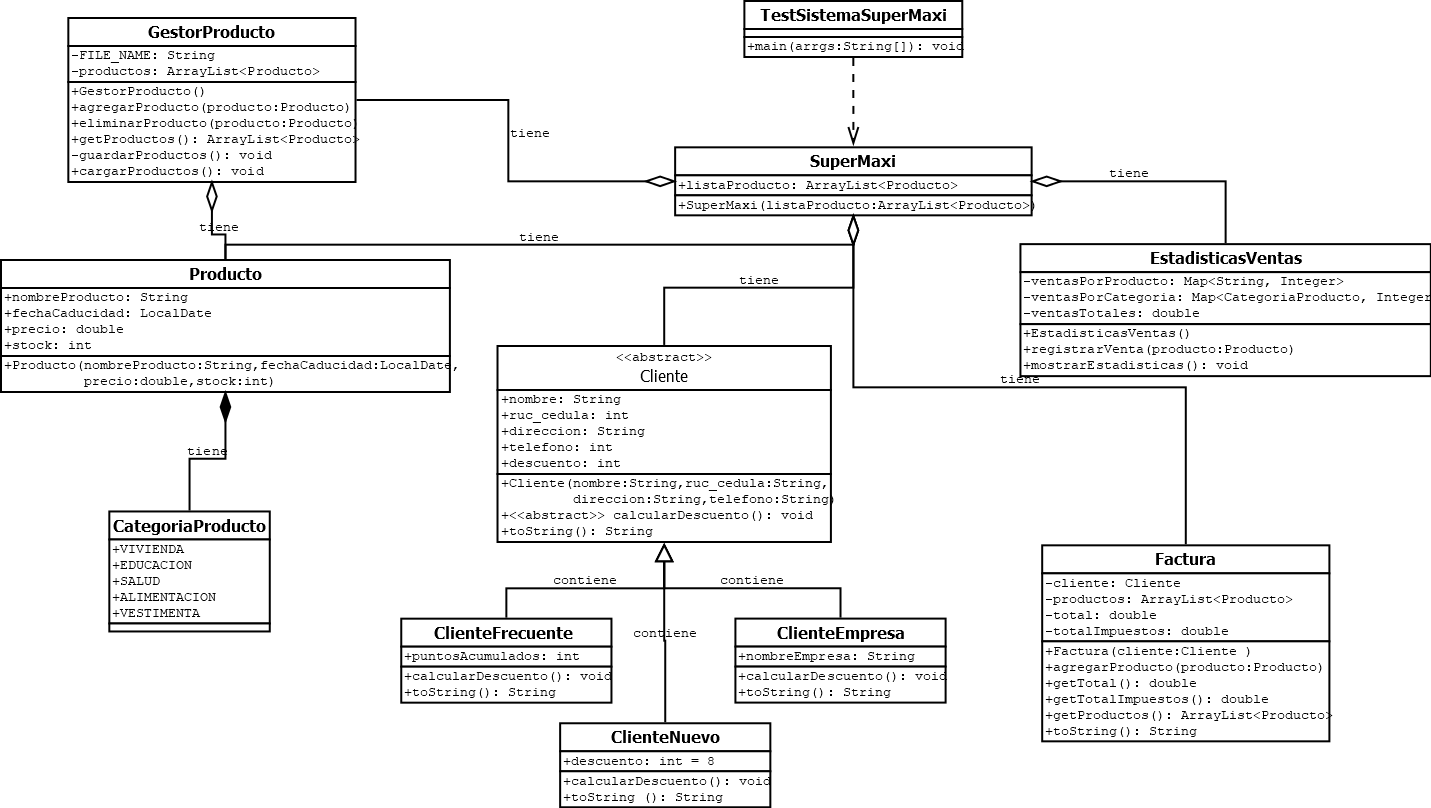 TestSistemaSuperMaxi
+main(arrgs:String[]): void
GestorProducto
-FILE_NAME: String
-productos: ArrayList<Producto>
+GestorProducto()
+agregarProducto(producto:Producto)
+eliminarProducto(producto:Producto)
+getProductos(): ArrayList<Producto>
-guardarProductos(): void
+cargarProductos(): void
tiene
SuperMaxi
+listaProducto: ArrayList<Producto>
+SuperMaxi(listaProducto:ArrayList<Producto>)
tiene
tiene
tiene
tiene
tiene
EstadisticasVentas
-ventasPorProducto: Map<String, Integer>
-ventasPorCategoria: Map<CategoriaProducto, Integer
-ventasTotales: double
+EstadisticasVentas()
+registrarVenta(producto:Producto)
+mostrarEstadisticas(): void
Producto
+nombreProducto: String
+fechaCaducidad: LocalDate
+precio: double
+stock: int
+Producto(nombreProducto:String,fechaCaducidad:LocalDate,
precio:double,stock:int)
tiene
CategoriaProducto
+VIVIENDA
+EDUCACION
+SALUD
+ALIMENTACION
+VESTIMENTA
<<abstract>>
Cliente
+nombre: String
+ruc_cedula: int
+direccion: String
+telefono: int
+descuento: int
+Cliente(nombre:String,ruc_cedula:String,
direccion:String,telefono:String)
+<<abstract>> calcularDescuento(): void
+toString(): String
contiene
contiene
contiene
ClienteFrecuente
+puntosAcumulados: int
+calcularDescuento(): void
+toString(): String
ClienteEmpresa
+nombreEmpresa: String
+calcularDescuento(): void
+toString(): String
ClienteNuevo
+descuento: int = 8
+calcularDescuento(): void
+toString (): String
Factura
-cliente: Cliente
-productos: ArrayList<Producto>
-total: double
-totalImpuestos: double
+Factura(cliente:Cliente )
+agregarProducto(producto:Producto)
+getTotal(): double
+getTotalImpuestos(): double
+getProductos(): ArrayList<Producto>
+toString(): String